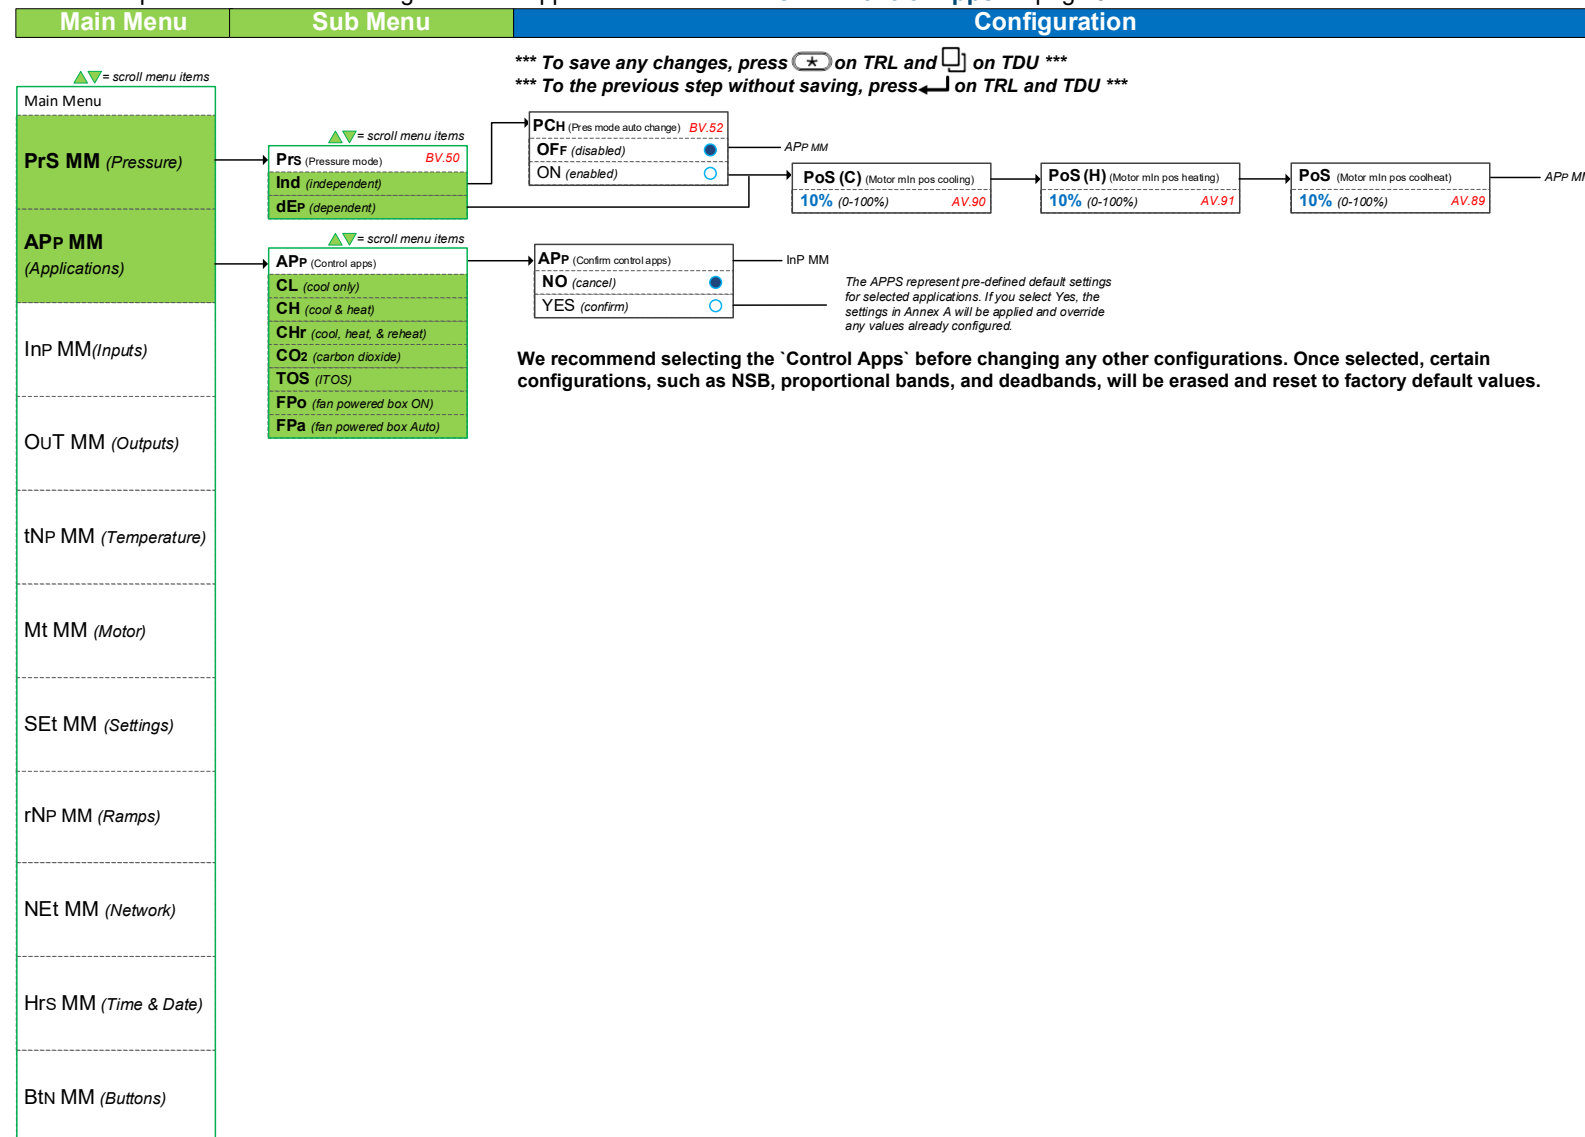 Main Menu
Sub Menu
Configuration
*** To save any changes, press on TRL and on TDU ***
*** To the previous step without saving, press on TRL and TDU ***
= scroll menu items
Main Menu
PrS MM (Pressure)
APP MM
(Applications)
InP MM(Inputs)
OUT MM (Outputs)
tNP MM (Temperature)
Mt MM (Motor)
SEt MM (Settings)
rNP MM (Ramps)
NEt MM (Network)
HrS MM (Time & Date)
BtN MM (Buttons)
= scroll menu items
Prs (Pressure mode) BV.50
Ind (independent)
dEP (dependent)
PCH (Pres mode auto change) BV.52
OFF (disabled)
ON (enabled)
APP MM
PoS (C) (Motor mIn pos cooling)
10% (0-100%) AV.90
PoS (H) (Motor mIn pos heating)
10% (0-100%) AV.91
PoS (Motor mIn pos coolheat)
10% (0-100%) AV.89
= scroll menu items
APP (Control apps)
CL (cool only)
CH (cool & heat)
CHr (cool, heat, & reheat)
CO2 (carbon dioxide)
TOS (ITOS)
FPo (fan powered box ON)
FPa (fan powered box Auto)
APP (Confirm control apps)
NO (cancel)
YES (confirm)
InP MM
The APPS represent pre-defined default settings
for selected applications. If you select Yes, the
settings in Annex A will be applied and override
any values already configured.
We recommend selecting the `Control Apps` before changing any other configurations. Once selected, certain
configurations, such as NSB, proportional bands, and deadbands, will be erased and reset to factory default values.